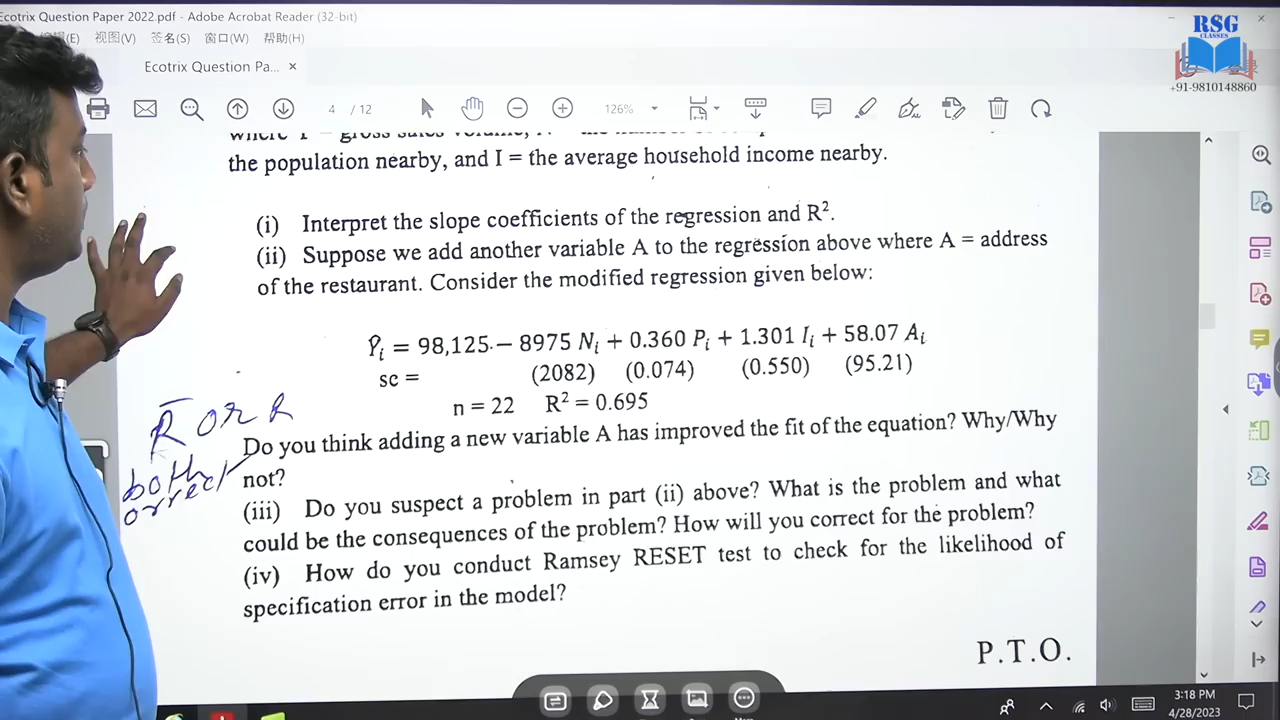 Ecotrix Question Paper 2022.pdf - Adobe Acrobat Reader (32-bit)
(E) 视图(V) 签名(S) 窗口(W) 帮助(H)
RSG
CLASSES
+91-9810148860
Ecotrix Question Pa... ×
4 / 12
126%
the population nearby, and I = the average household income nearby.
(i) Interpret the slope coefficients of the regression and R².
(ii) Suppose we add another variable A to the regression above where A = address
of the restaurant. Consider the modified regression given below:
Ŷᵢ = 98,125 - 8975 Nᵢ + 0.360 Pᵢ + 1.301 Iᵢ + 58.07 Aᵢ
se = (2082) (0.074) (0.550) (95.21)
n = 22 R² = 0.695
R̄ or R
both
correct
Do you think adding a new variable A has improved the fit of the equation? Why/Why
not?
(iii) Do you suspect a problem in part (ii) above? What is the problem and what
could be the consequences of the problem? How will you correct for the problem?
(iv) How do you conduct Ramsey RESET test to check for the likelihood of
specification error in the model?
P.T.O.
3:18 PM
4/28/2023